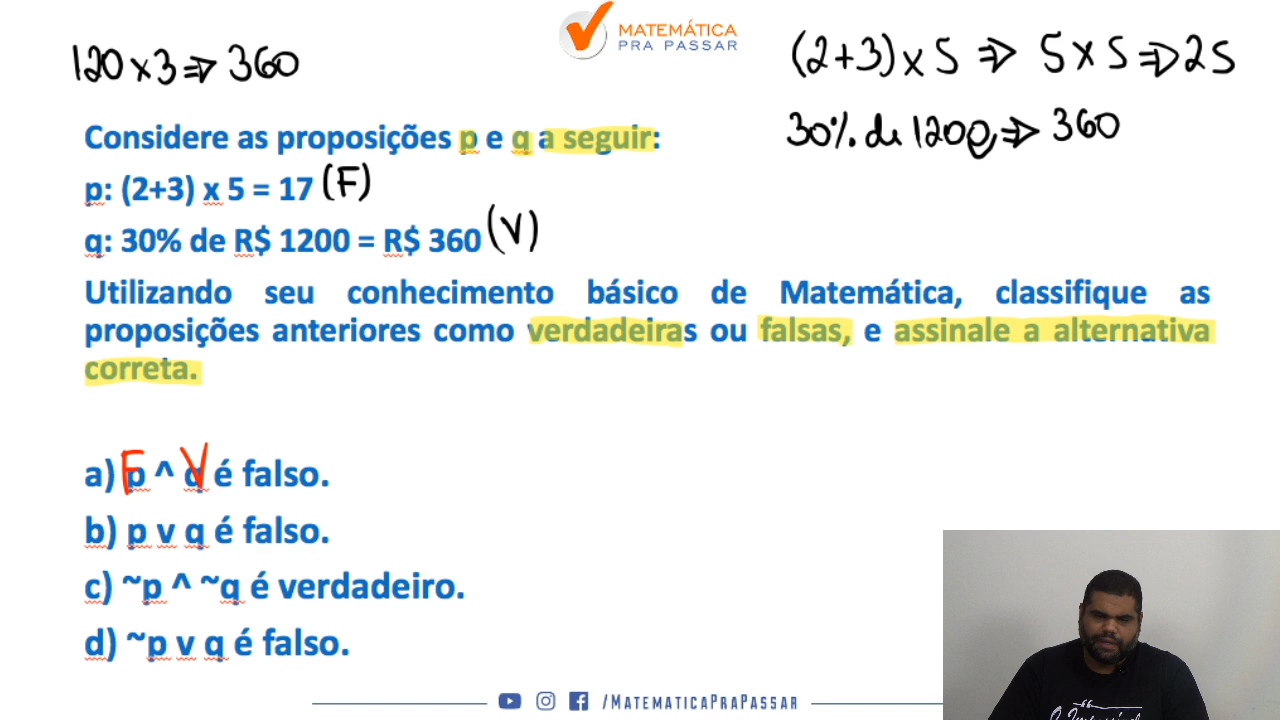 MATEMÁTICA
PRA PASSAR
120 x 3 ⇒ 360
(2+3) x 5 ⇒ 5 x 5 ⇒ 25
30% de 1200 ⇒ 360
Considere as proposições p e q a seguir:
p: (2+3) x 5 = 17 (F)
q: 30% de R$ 1200 = R$ 360 (V)
Utilizando seu conhecimento básico de Matemática, classifique as
proposições anteriores como verdadeiras ou falsas, e assinale a alternativa
correta.
F V
a) p ^ q é falso.
b) p v q é falso.
c) ~p ^ ~q é verdadeiro.
d) ~p v q é falso.
/MATEMATICAPRAPASSAR